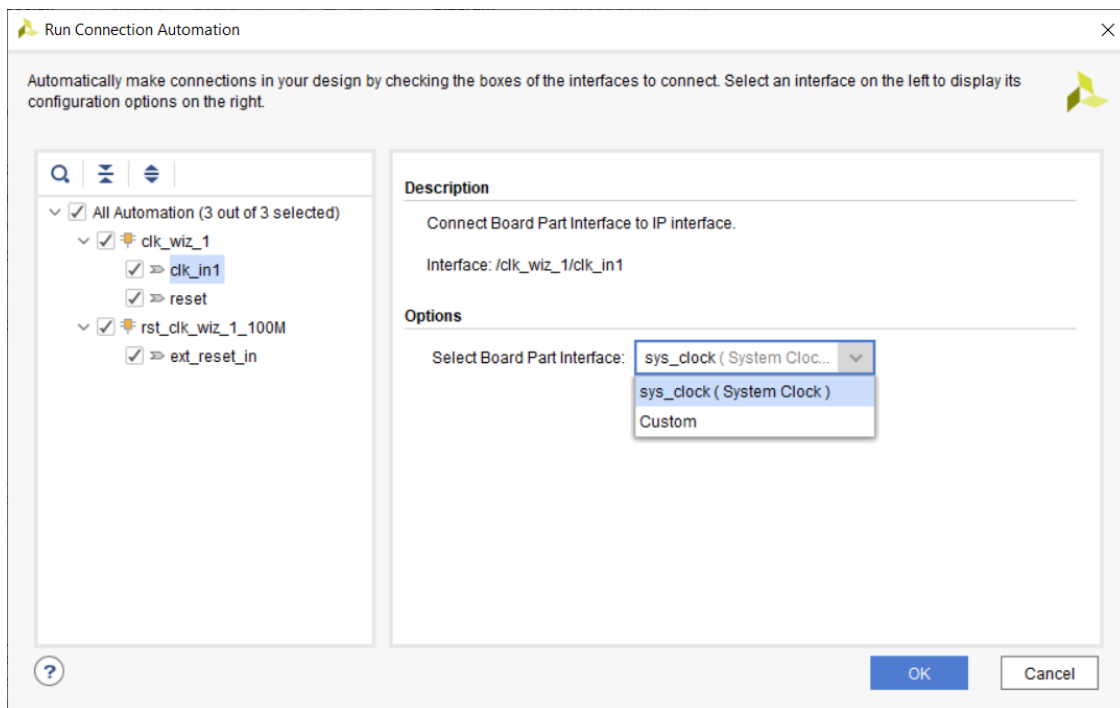 Run Connection Automation
Automatically make connections in your design by checking the boxes of the interfaces to connect. Select an interface on the left to display its
configuration options on the right.
All Automation (3 out of 3 selected)
clk_wiz_1
clk_in1
reset
rst_clk_wiz_1_100M
ext_reset_in
Description
Connect Board Part Interface to IP interface.
Interface: /clk_wiz_1/clk_in1
Options
Select Board Part Interface: sys_clock ( System Cloc...
sys_clock ( System Clock )
Custom
?
OK
Cancel